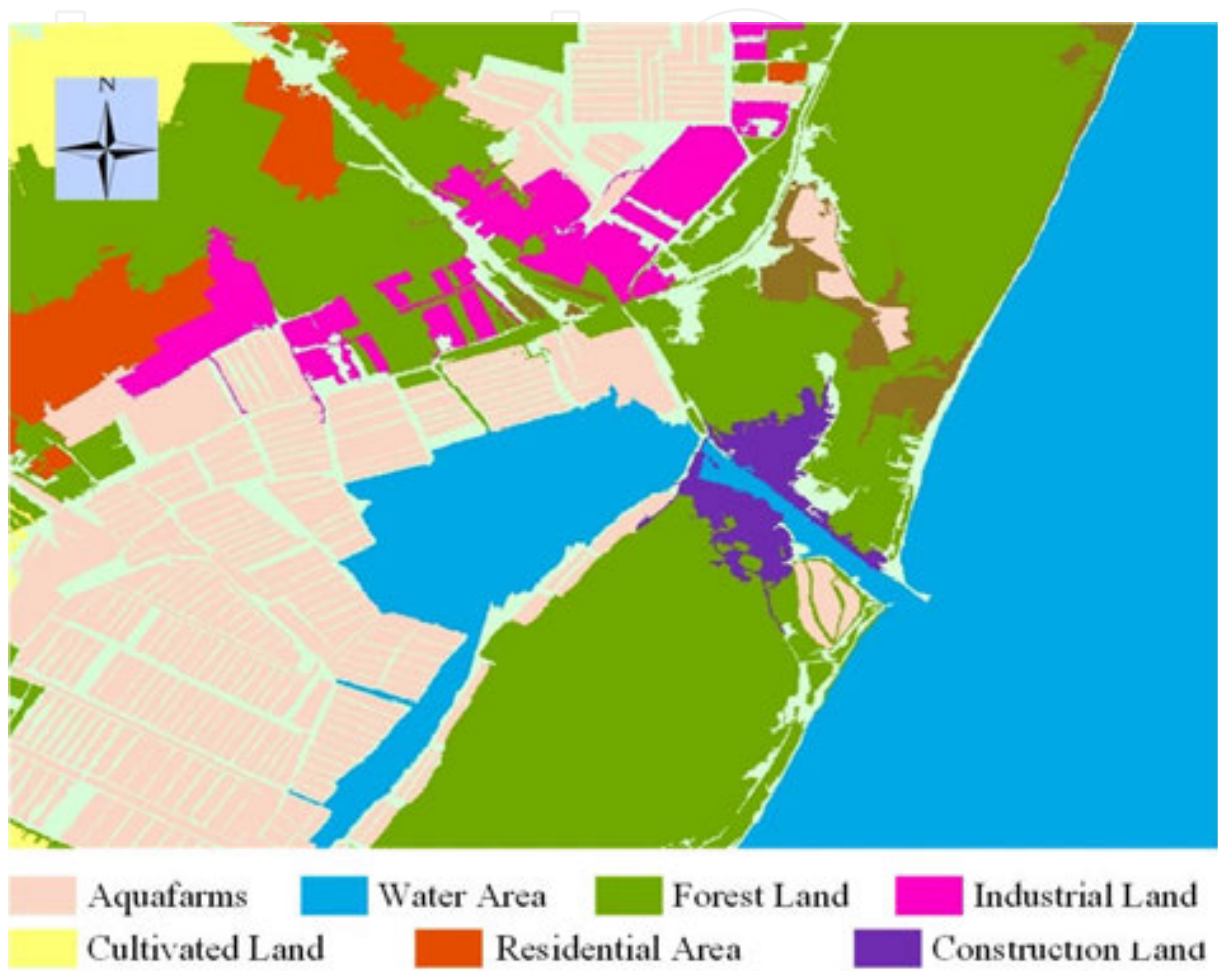 N
Aquafarms Water Area Forest Land Industrial Land
Cultivated Land Residential Area Construction Land